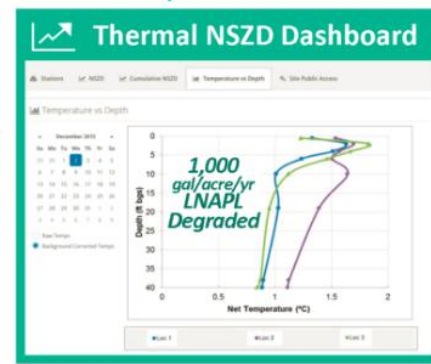 Thermal NSZD Dashboard
Stations NSZD Cumulative NSZD Temperature vs Depth Site Public Access
Temperature vs Depth
December 2015
Su Mo Tu We Th Fr Sa
1,000
gal/acre/yr
LNAPL
Degraded
Depth (ft bgs)
0
5
10
15
20
25
30
35
40
0 0.5 1 1.5 2
Net Temperature (°C)
Raw Temps
Background Corrected Temps
Loc 1 Loc 2 Loc 3